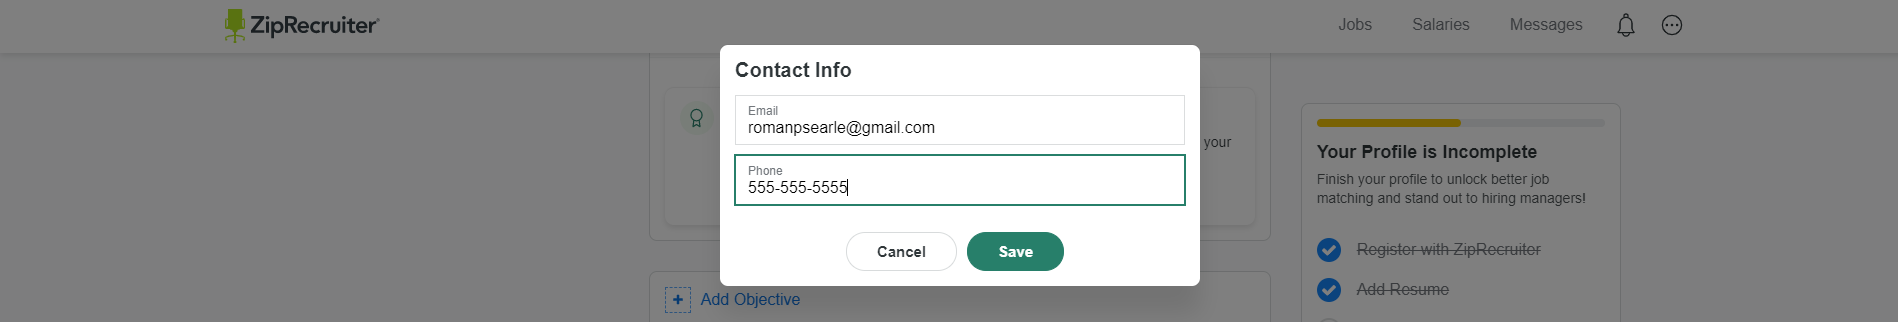 ZipRecruiter
Jobs
Salaries
Messages
Contact Info
Email
romanpsearle@gmail.com
Phone
555-555-5555
Cancel
Save
your
Add Objective
Your Profile is Incomplete
Finish your profile to unlock better job
matching and stand out to hiring managers!
Register with ZipRecruiter
Add Resume